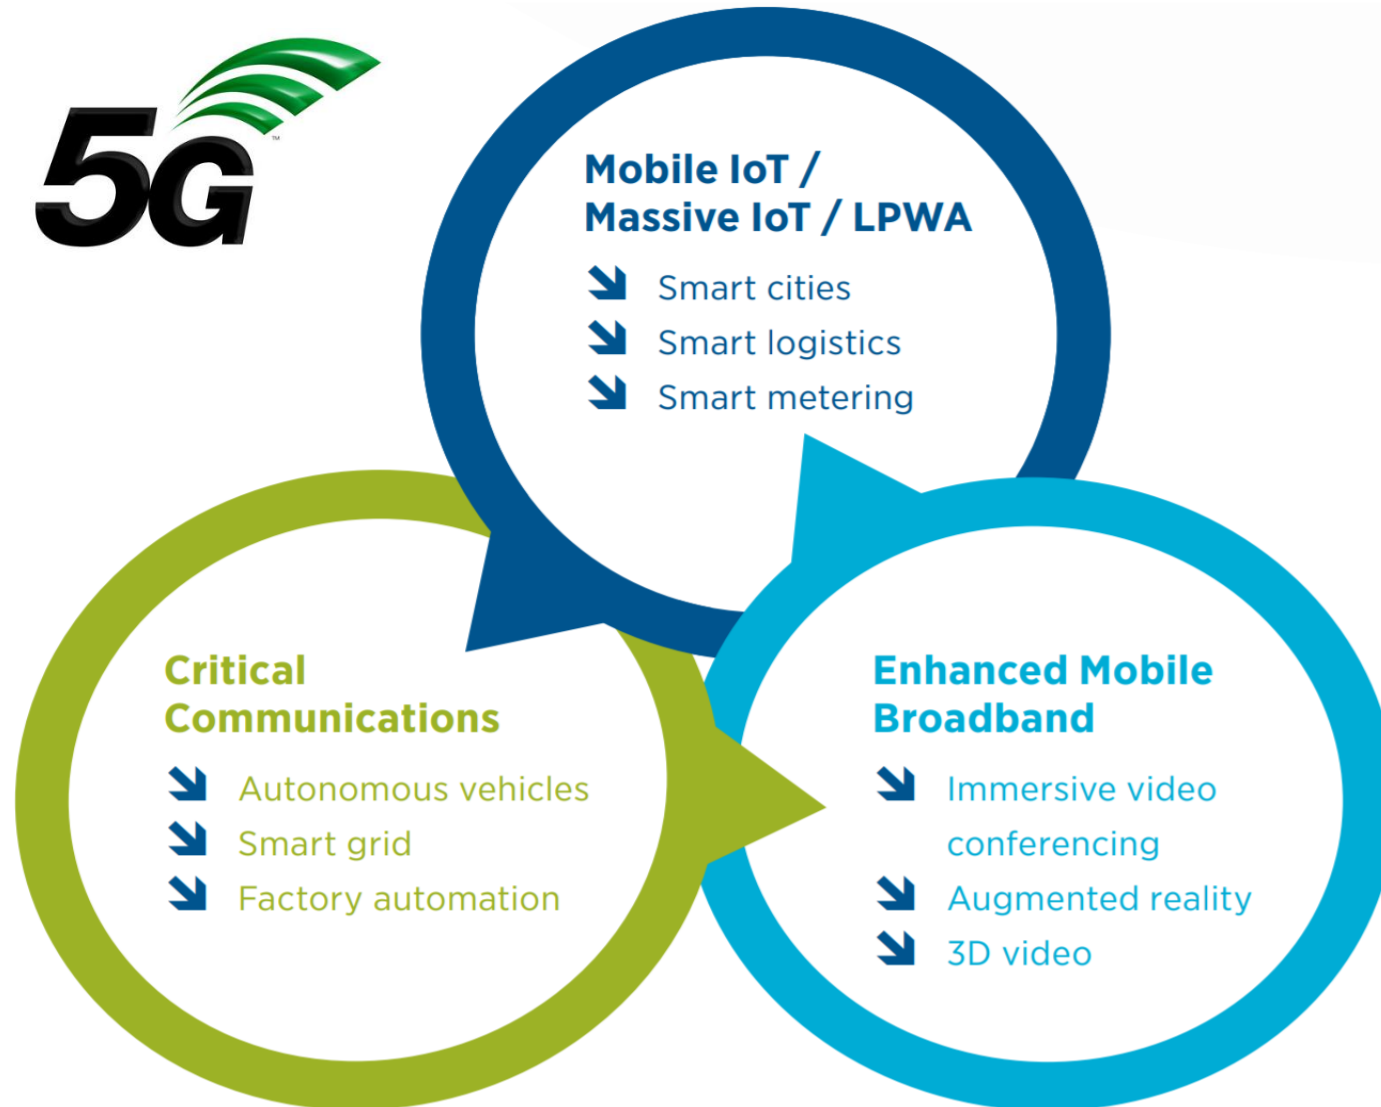 5G
™
Mobile IoT /
Massive IoT / LPWA
Smart cities
Smart logistics
Smart metering
Critical
Communications
Autonomous vehicles
Smart grid
Factory automation
Enhanced Mobile
Broadband
Immersive video
conferencing
Augmented reality
3D video